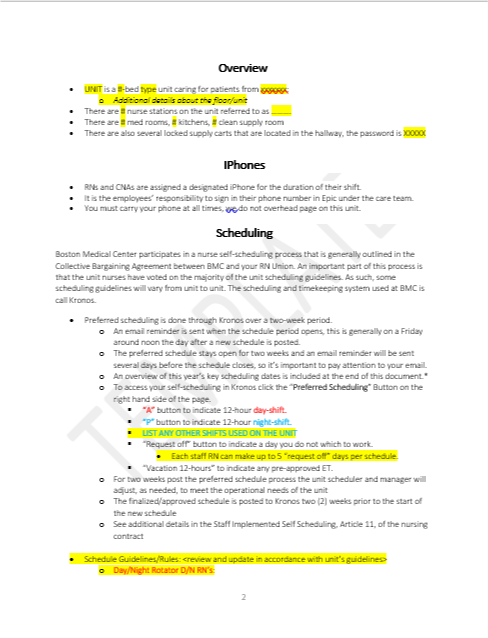 Overview
• UNIT is a #-bed type unit caring for patients from xxxxxxx.
o Additional details about the floor/unit
• There are # nurse stations on the unit referred to as ______
• There are # med rooms, # kitchens, # clean supply room
• There are also several locked supply carts that are located in the hallway, the password is XXXXX
IPhones
• RNs and CNAs are assigned a designated iPhone for the duration of their shift.
• It is the employees' responsibility to sign in their phone number in Epic under the care team.
• You must carry your phone at all times, we do not overhead page on this unit.
Scheduling
Boston Medical Center participates in a nurse self-scheduling process that is generally outlined in the
Collective Bargaining Agreement between BMC and your RN Union. An important part of this process is
that the unit nurses have voted on the majority of the unit scheduling guidelines. As such, some
scheduling guidelines will vary from unit to unit. The scheduling and timekeeping system used at BMC is
call Kronos.
• Preferred scheduling is done through Kronos over a two-week period.
o An email reminder is sent when the schedule period opens, this is generally on a Friday
around noon the day after a new schedule is posted.
o The preferred schedule stays open for two weeks and an email reminder will be sent
several days before the schedule closes, so it's important to pay attention to your email.
o An overview of this year's key scheduling dates is included at the end of this document.*
o To access your self-scheduling in Kronos click the "Preferred Scheduling" Button on the
right hand side of the page.
▪ "A" button to indicate 12-hour day-shift.
▪ "P" button to indicate 12-hour night-shift.
▪ LIST ANY OTHER SHIFTS USED ON THE UNIT
▪ "Request off" button to indicate a day you do not which to work.
• Each staff RN can make up to 5 "request off" days per schedule.
▪ "Vacation 12-hours" to indicate any pre-approved ET.
o For two weeks post the preferred schedule process the unit scheduler and manager will
adjust, as needed, to meet the operational needs of the unit
o The finalized/approved schedule is posted to Kronos two (2) weeks prior to the start of
the new schedule
o See additional details in the Staff Implemented Self Scheduling, Article 11, of the nursing
contract
• Schedule Guidelines/Rules: <review and update in accordance with unit's guidelines>
o Day/Night Rotator D/N RN's
2
TEMPLATE